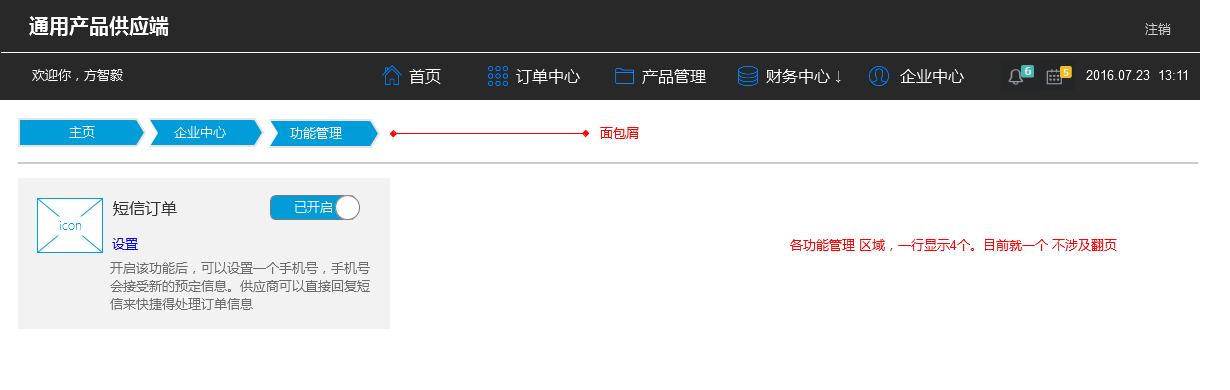 通用产品供应端
注销
欢迎你，方智毅
首页
订单中心
产品管理
财务中心↓
企业中心
6
5
2016.07.23 13:11
主页
企业中心
功能管理
面包屑
icon
短信订单
已开启
设置
开启该功能后，可以设置一个手机号，手机号
会接受新的预定信息。供应商可以直接回复短
信来快捷得处理订单信息
各功能管理 区域，一行显示4个。目前就一个 不涉及翻页